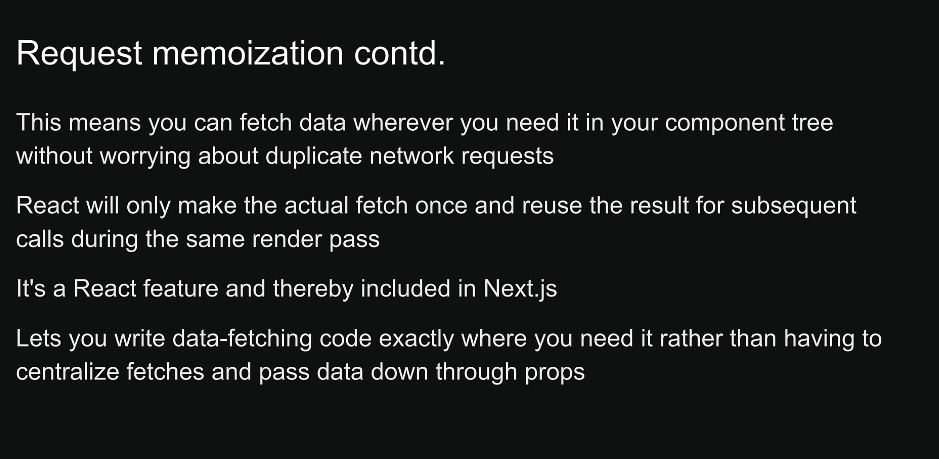 Request memoization contd.
This means you can fetch data wherever you need it in your component tree
without worrying about duplicate network requests
React will only make the actual fetch once and reuse the result for subsequent
calls during the same render pass
It's a React feature and thereby included in Next.js
Lets you write data-fetching code exactly where you need it rather than having to
centralize fetches and pass data down through props